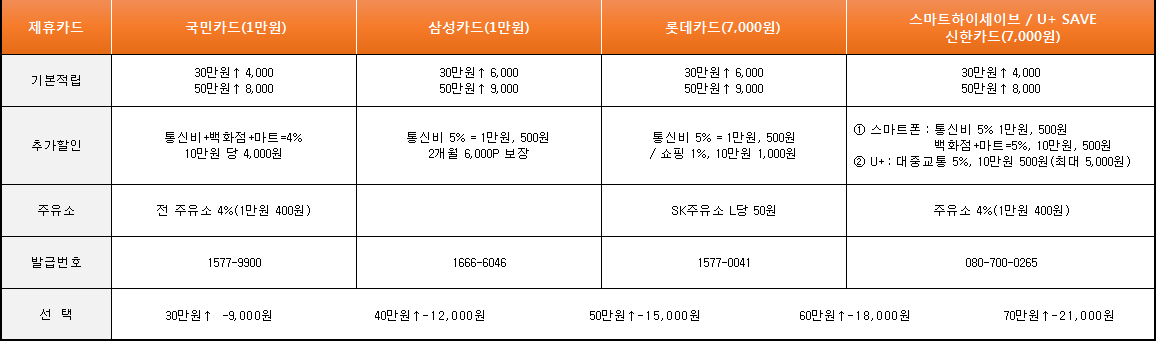 제휴카드 국민카드(1만원) 삼성카드(1만원) 롯데카드(7,000원) 스마트하이세이브 / U+ SAVE
신한카드(7,000원)
기본적립 30만원↑ 4,000 30만원↑ 6,000 30만원↑ 6,000 30만원↑ 4,000
50만원↑ 8,000 50만원↑ 9,000 50만원↑ 9,000 50만원↑ 8,000
추가할인 통신비+백화점+마트=4% 통신비 5% = 1만원, 500원 통신비 5% = 1만원, 500원 ① 스마트폰 : 통신비 5% 1만원, 500원
10만원 당 4,000원 2개월 6,000P 보장 / 쇼핑 1%, 10만원 1,000원 백화점+마트=5%, 10만원, 500원
② U+ : 대중교통 5%, 10만원 500원(최대 5,000원)
주유소 전 주유소 4%(1만원 400원) SK주유소 L당 50원 주유소 4%(1만원 400원)
발급번호 1577-9900 1666-6046 1577-0041 080-700-0265
선 택 30만원↑ -9,000원 40만원↑-12,000원 50만원↑-15,000원 60만원↑-18,000원 70만원↑-21,000원